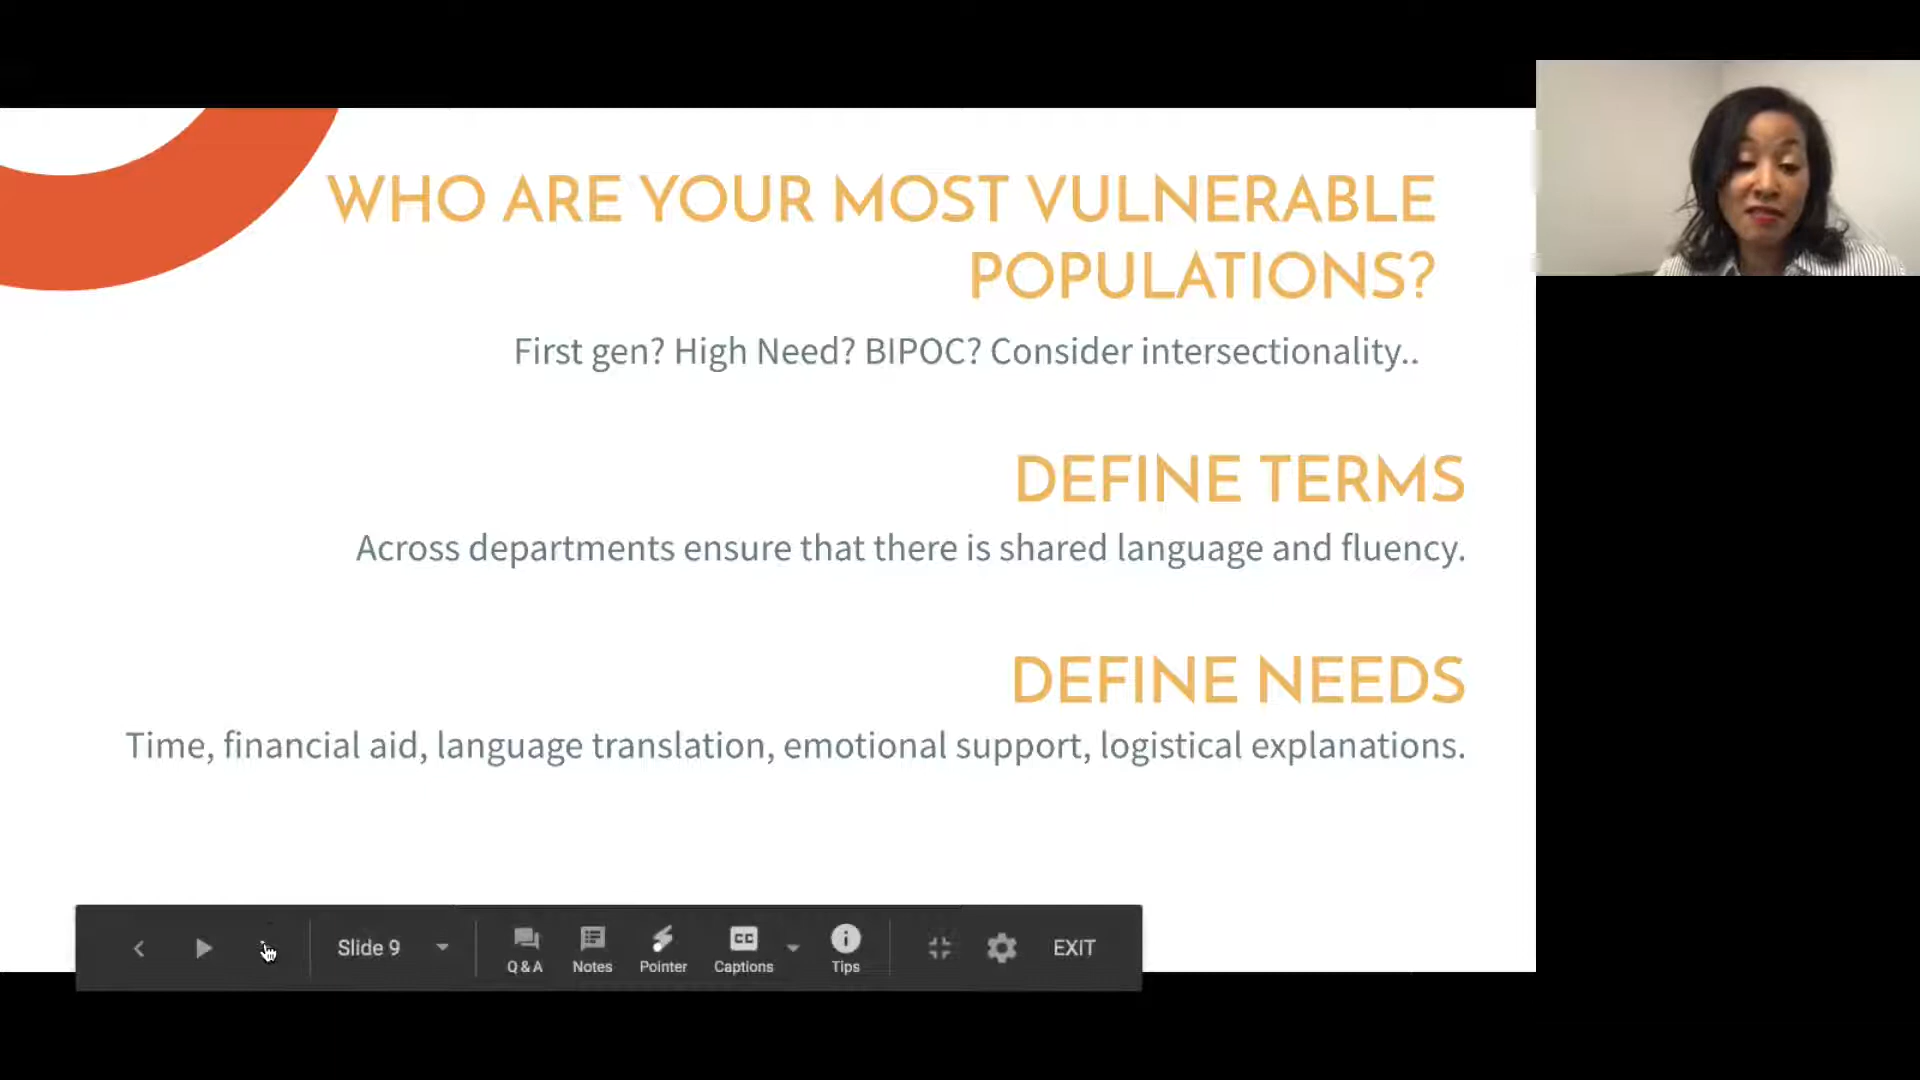 WHO ARE YOUR MOST VULNERABLE
POPULATIONS?
First gen? High Need? BIPOC? Consider intersectionality..
DEFINE TERMS
Across departments ensure that there is shared language and fluency.
DEFINE NEEDS
Time, financial aid, language translation, emotional support, logistical explanations.
Slide 9
Q & A
Notes
Pointer
CC
Captions
Tips
EXIT